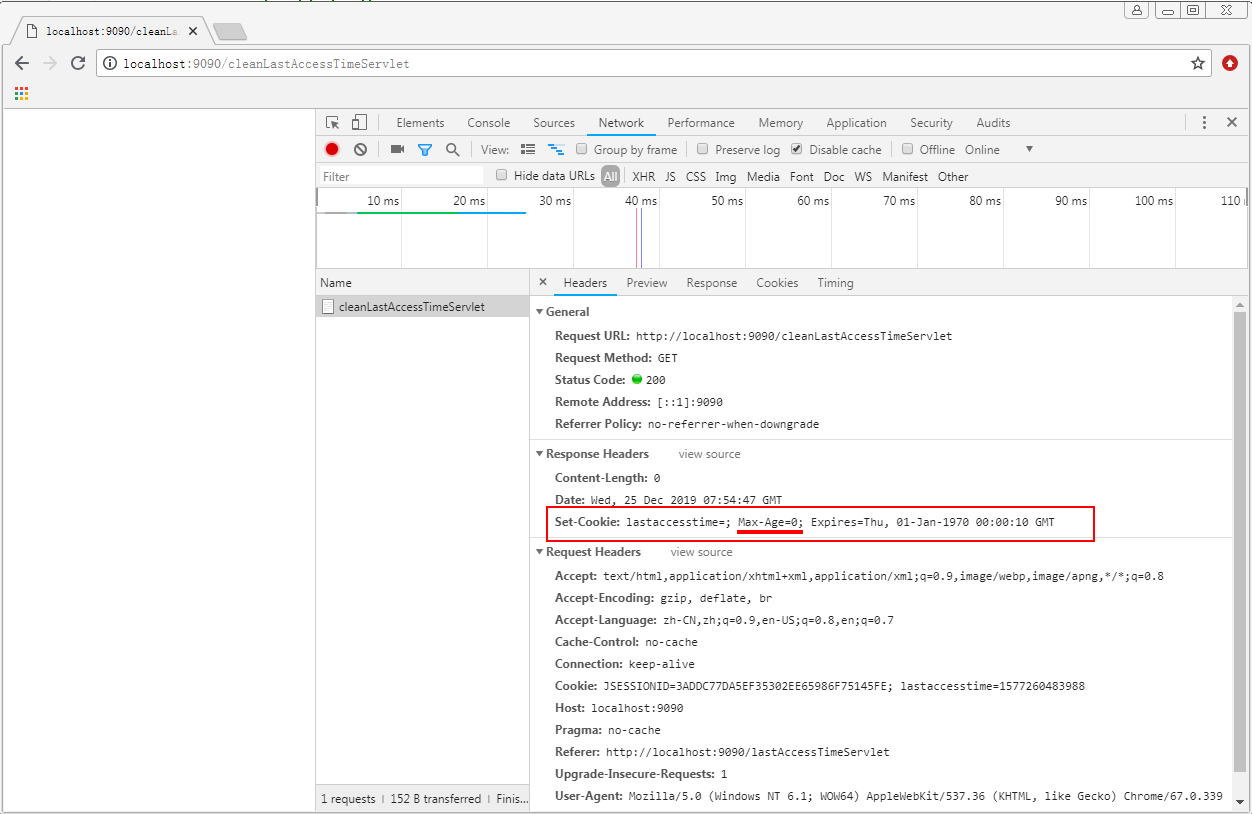 localhost:9090/cleanLa
localhost:9090/cleanLastAccessTimeServlet
Elements Console Sources Network Performance Memory Application Security Audits
View: Group by frame Preserve log Disable cache Offline Online
Filter Hide data URLs All XHR JS CSS Img Media Font Doc WS Manifest Other
10 ms 20 ms 30 ms 40 ms 50 ms 60 ms 70 ms 80 ms 90 ms 100 ms 110
Name
cleanLastAccessTimeServlet
Headers Preview Response Cookies Timing
General
Request URL: http://localhost:9090/cleanLastAccessTimeServlet
Request Method: GET
Status Code: 200
Remote Address: [::1]:9090
Referrer Policy: no-referrer-when-downgrade
Response Headers view source
Content-Length: 0
Date: Wed, 25 Dec 2019 07:54:47 GMT
Set-Cookie: lastaccesstime=; Max-Age=0; Expires=Thu, 01-Jan-1970 00:00:10 GMT
Request Headers view source
Accept: text/html,application/xhtml+xml,application/xml;q=0.9,image/webp,image/apng,*/*;q=0.8
Accept-Encoding: gzip, deflate, br
Accept-Language: zh-CN,zh;q=0.9,en-US;q=0.8,en;q=0.7
Cache-Control: no-cache
Connection: keep-alive
Cookie: JSESSIONID=3ADDC77DA5EF35302EE65986F75145FE; lastaccesstime=1577260483988
Host: localhost:9090
Pragma: no-cache
Referer: http://localhost:9090/lastAccessTimeServlet
Upgrade-Insecure-Requests: 1
User-Agent: Mozilla/5.0 (Windows NT 6.1; WOW64) AppleWebKit/537.36 (KHTML, like Gecko) Chrome/67.0.339
1 requests | 152 B transferred | Finis...